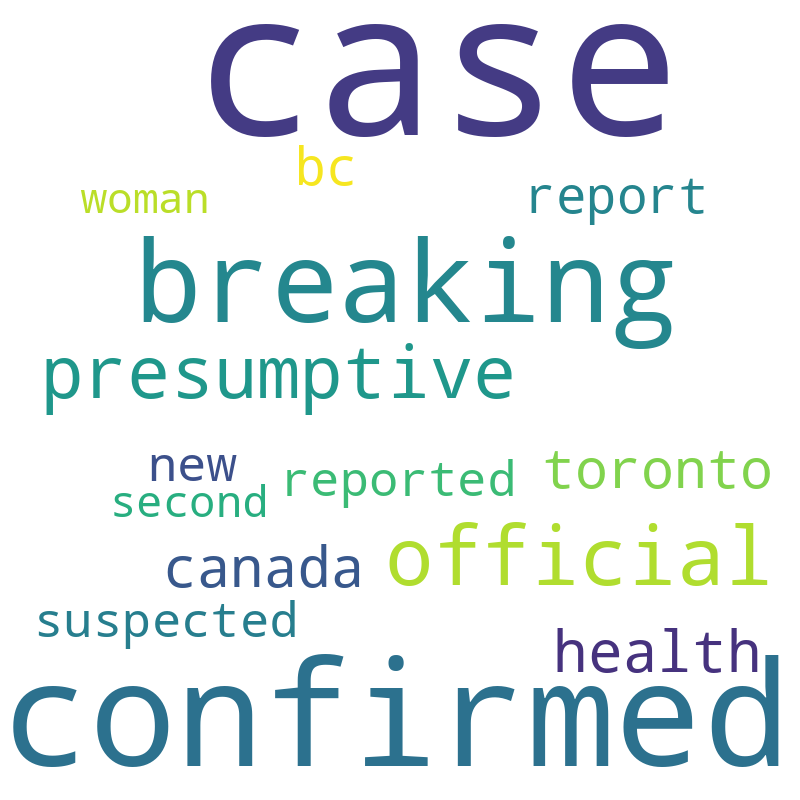 case
bc
woman report
breaking
presumptive
new reported toronto
second
canada official
suspected
health
confirmed